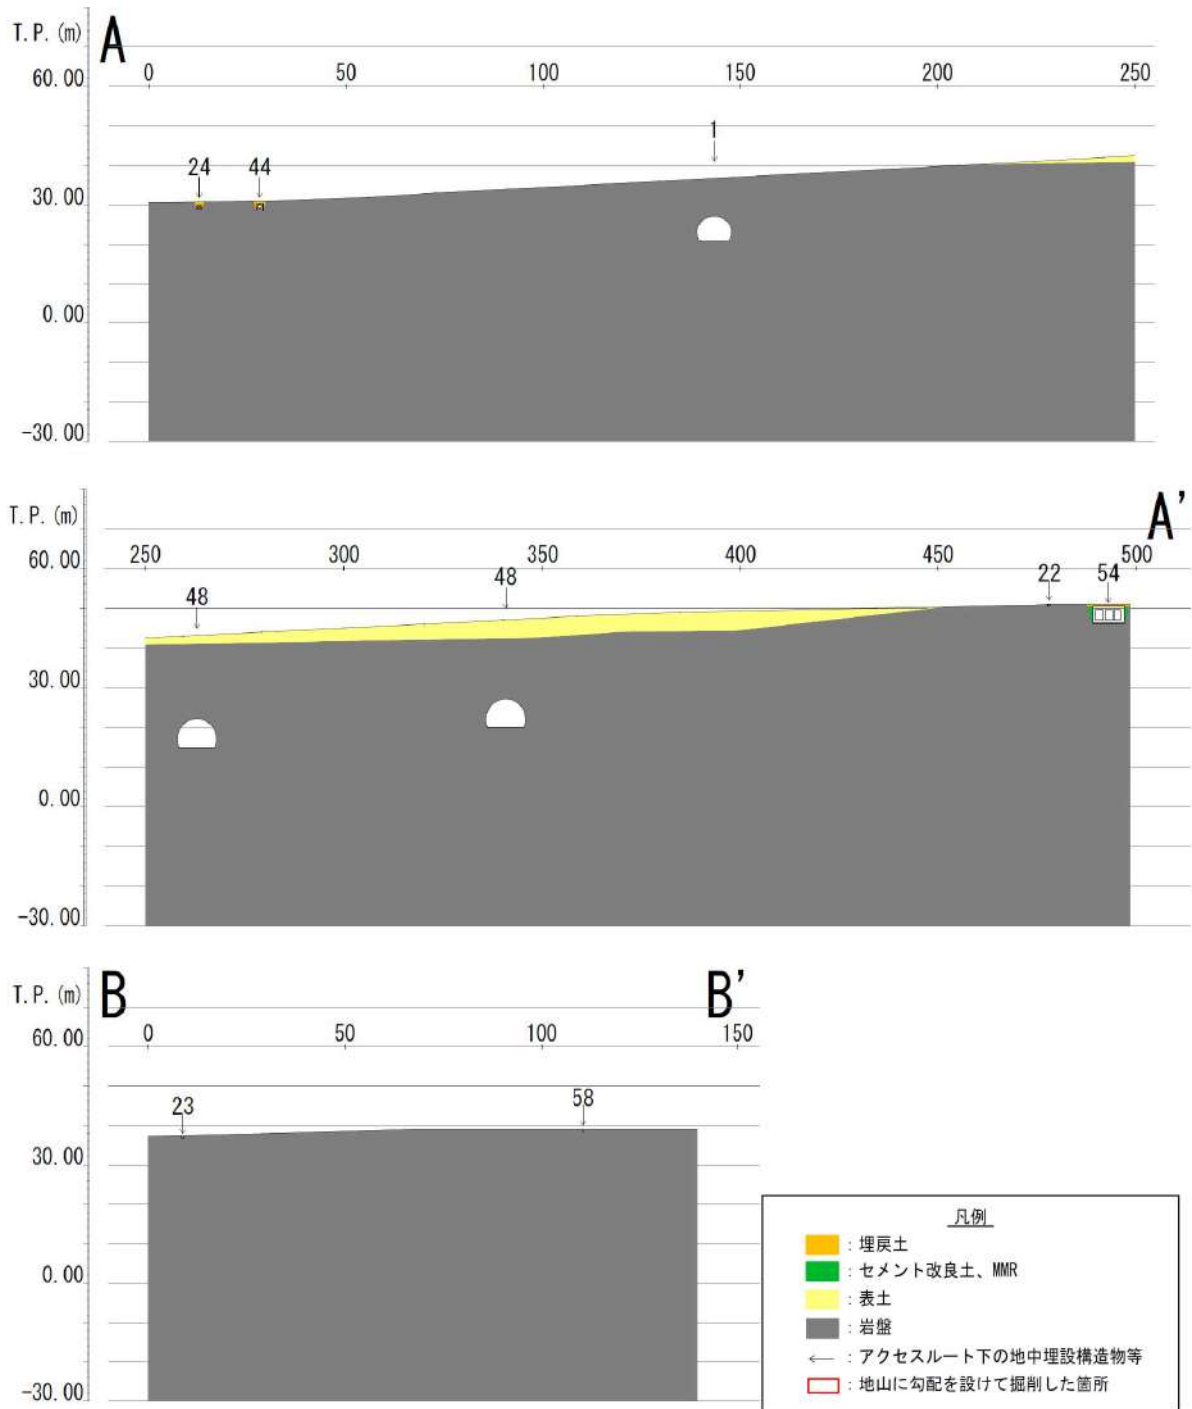 T.P.(m) A
0 50 100 150 200 250
60.00
1
24 44
30.00
0.00
-30.00
A'
T.P.(m)
250 300 350 400 450 500
60.00
48 48 22 54
30.00
0.00
-30.00
T.P.(m) B B'
0 50 100 150
60.00
23 58
30.00
0.00
-30.00
凡例
：埋戻土
：セメント改良土、MMR
：表土
：岩盤
←：アクセスルート下の地中埋設構造物等
：地山に勾配を設けて掘削した箇所